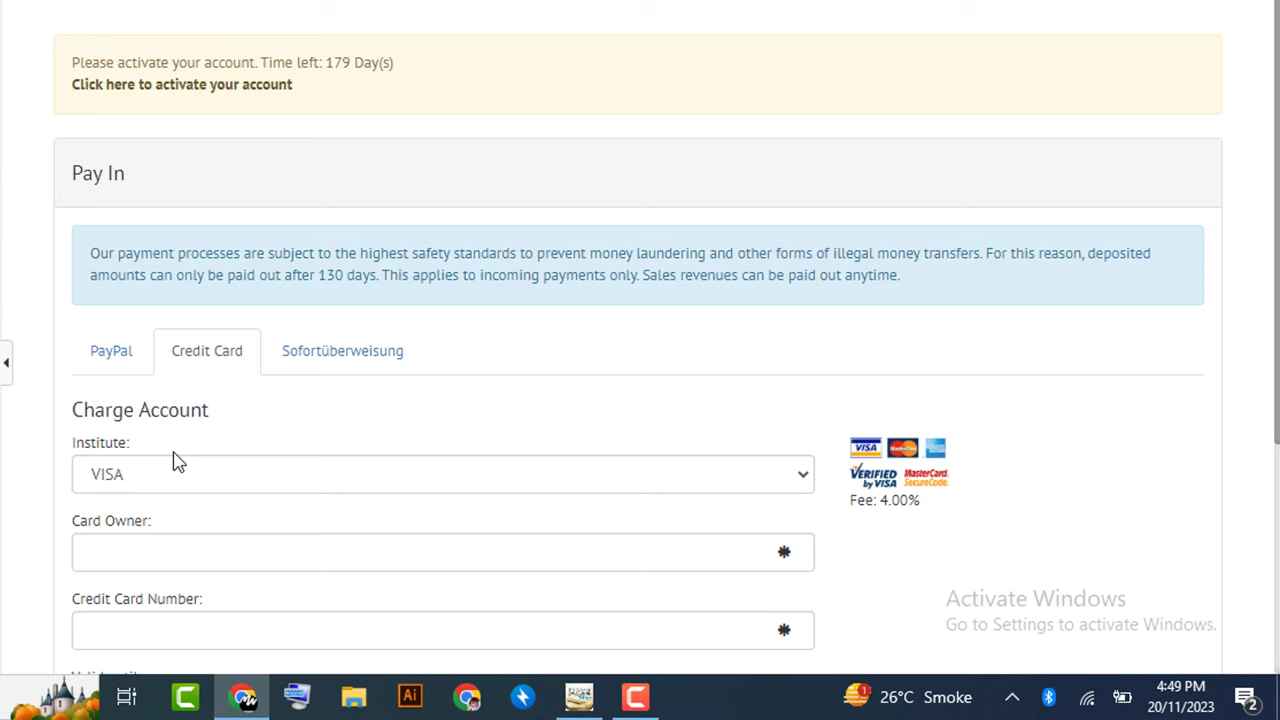 Please activate your account. Time left: 179 Day(s)
Click here to activate your account
Pay In
Our payment processes are subject to the highest safety standards to prevent money laundering and other forms of illegal money transfers. For this reason, deposited
amounts can only be paid out after 130 days. This applies to incoming payments only. Sales revenues can be paid out anytime.
PayPal
Credit Card
Sofortüberweisung
Charge Account
Institute:
VISA
VISA
MasterCard
VERIFIED by VISA
MasterCard. SecureCode.
Fee: 4.00%
Card Owner:
Credit Card Number:
Activate Windows
Go to Settings to activate Windows.
Ai
1
26°C Smoke
4:49 PM
20/11/2023
2